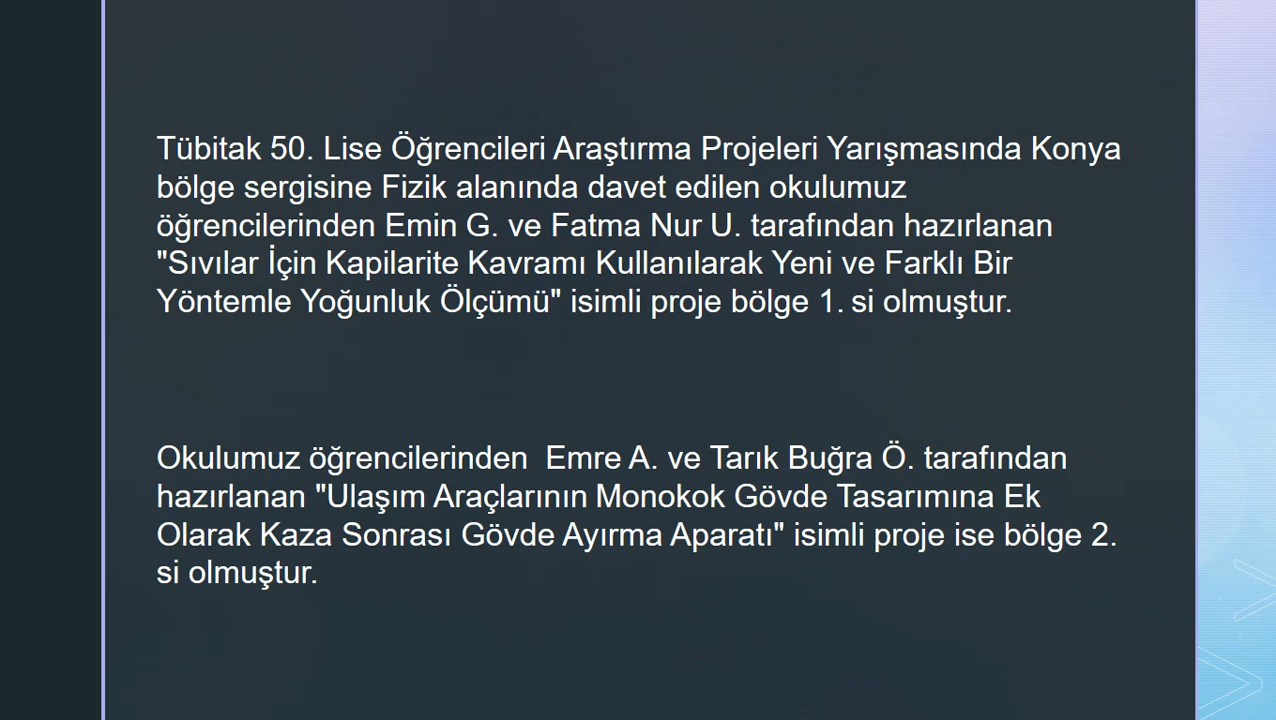 Tübitak 50. Lise Öğrencileri Araştırma Projeleri Yarışmasında Konya
bölge sergisine Fizik alanında davet edilen okulumuz
öğrencilerinden Emin G. ve Fatma Nur U. tarafından hazırlanan
"Sıvılar İçin Kapilarite Kavramı Kullanılarak Yeni ve Farklı Bir
Yöntemle Yoğunluk Ölçümü" isimli proje bölge 1. si olmuştur.
Okulumuz öğrencilerinden  Emre A. ve Tarık Buğra Ö. tarafından
hazırlanan "Ulaşım Araçlarının Monokok Gövde Tasarımına Ek
Olarak Kaza Sonrası Gövde Ayırma Aparatı" isimli proje ise bölge 2.
si olmuştur.